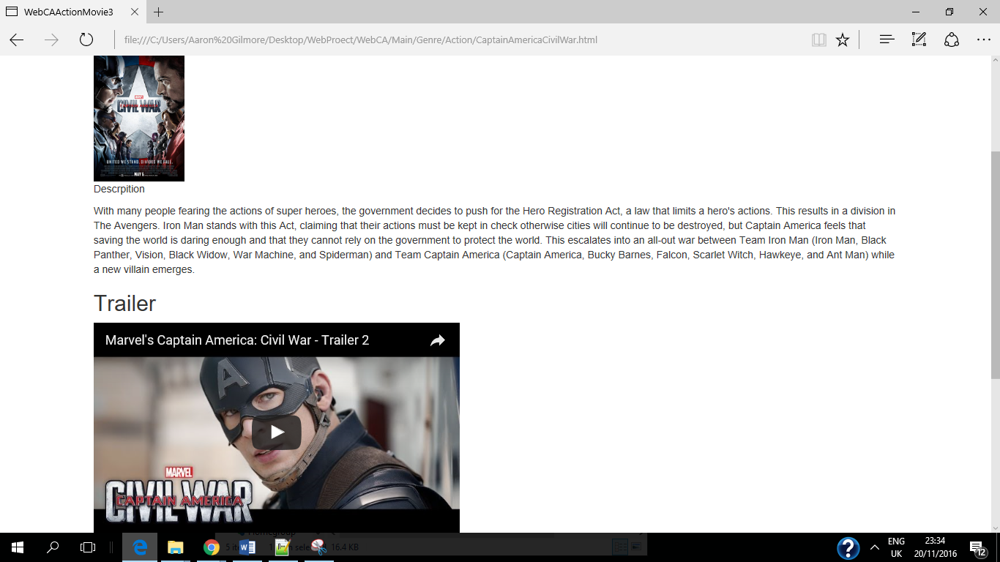 WebCAActionMovie3
file:///C:/Users/Aaron%20Gilmore/Desktop/WebProect/WebCA/Main/Genre/Action/CaptainAmericaCivilWar.html
MARVEL
CAPTAIN AMERICA
CIVIL WAR
UNITED WE STAND. DIVIDED WE FALL.
MAY 6
Descrpition
With many people fearing the actions of super heroes, the government decides to push for the Hero Registration Act, a law that limits a hero's actions. This results in a division in
The Avengers. Iron Man stands with this Act, claiming that their actions must be kept in check otherwise cities will continue to be destroyed, but Captain America feels that
saving the world is daring enough and that they cannot rely on the government to protect the world. This escalates into an all-out war between Team Iron Man (Iron Man, Black
Panther, Vision, Black Widow, War Machine, and Spiderman) and Team Captain America (Captain America, Bucky Barnes, Falcon, Scarlet Witch, Hawkeye, and Ant Man) while
a new villain emerges.
Trailer
Marvel's Captain America: Civil War - Trailer 2
A
MARVEL
CIVIL WAR
CAPTAIN AMERICA
Homegroup
5 1 selec 16.4 KB
ENG
UK
23:34
20/11/2016
12